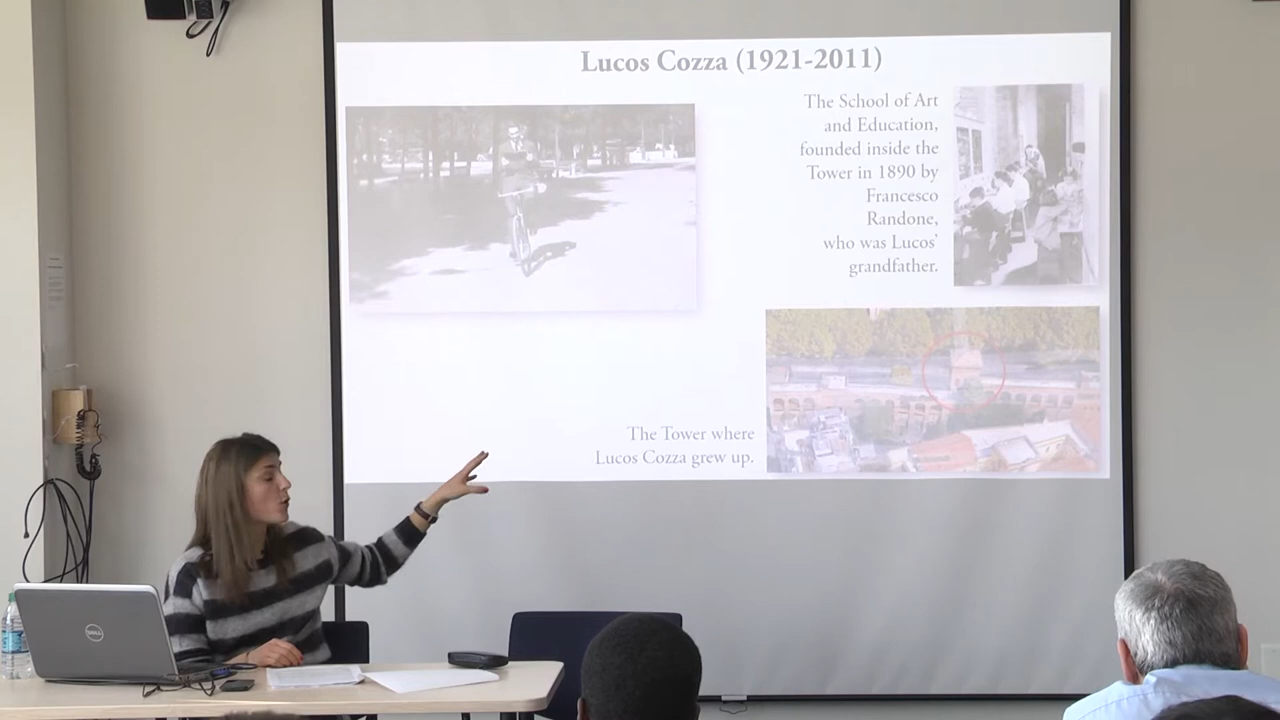 Lucos Cozza (1921-2011)
The School of Art
and Education,
founded inside the
Tower in 1890 by
Francesco
Randone,
who was Lucos’
grandfather.
The Tower where
Lucos Cozza grew up.
DELL